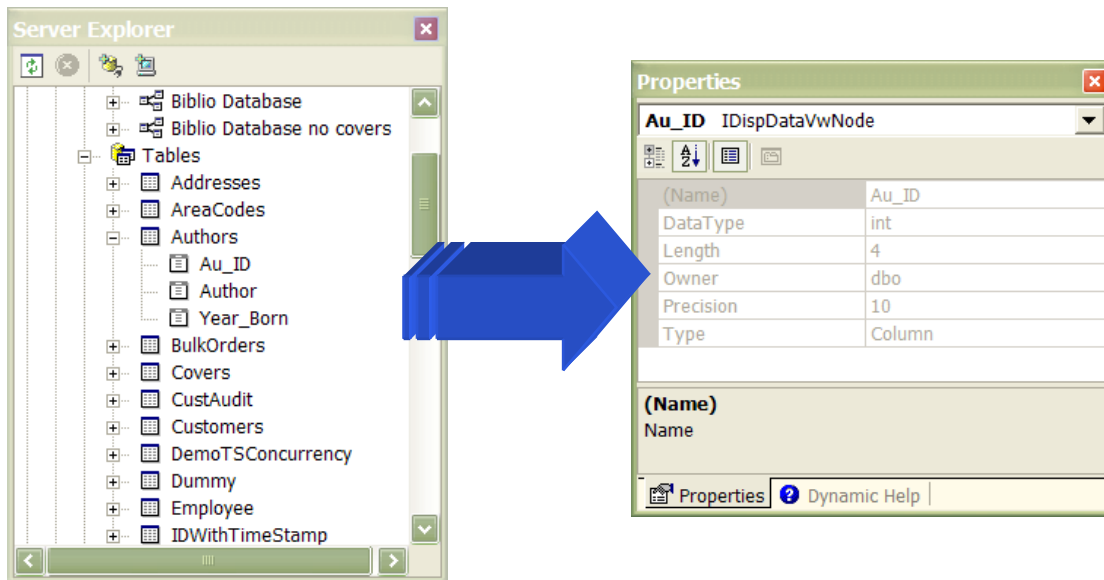 Server Explorer
Biblio Database
Biblio Database no covers
Tables
Addresses
AreaCodes
Authors
Au_ID
Author
Year_Born
BulkOrders
Covers
CustAudit
Customers
DemoTSConcurrency
Dummy
Employee
IDWithTimeStamp
Properties
Au_ID IDispDataVwNode
(Name) Au_ID
DataType int
Length 4
Owner dbo
Precision 10
Type Column
(Name)
Name
Properties Dynamic Help